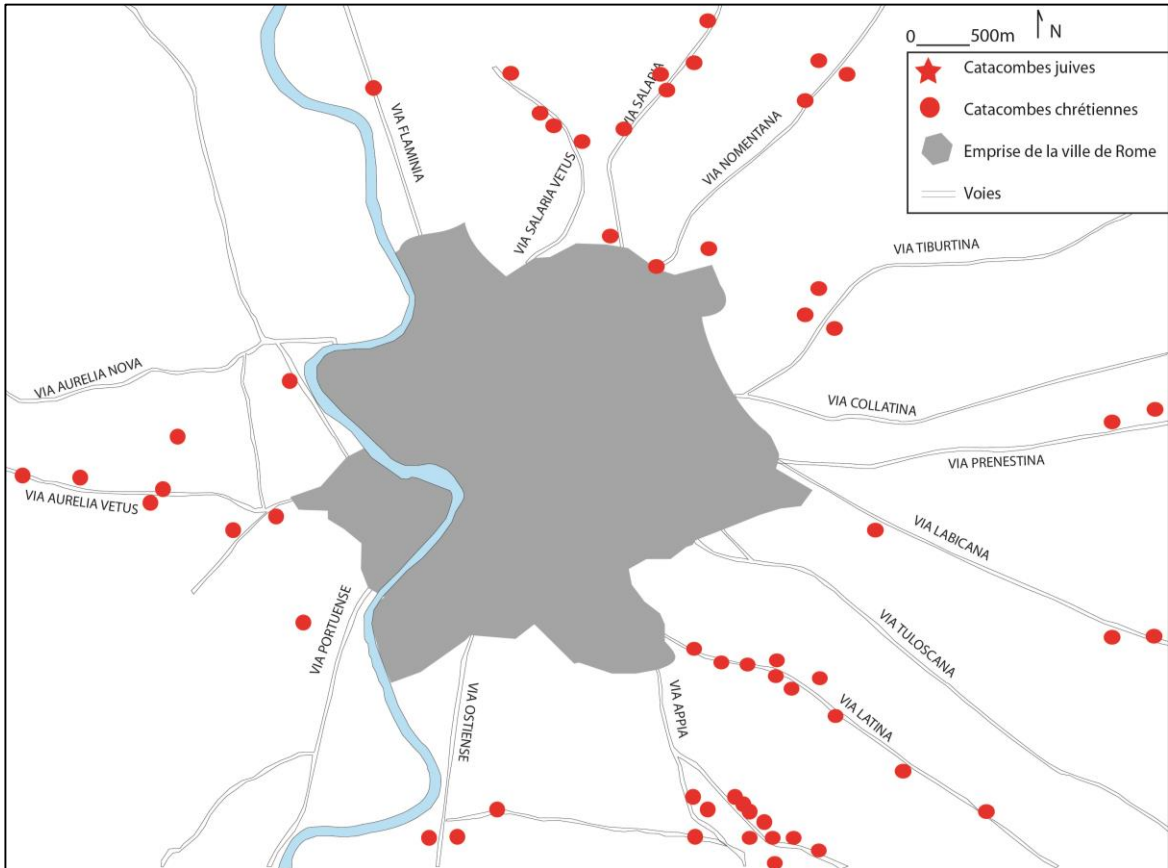 0 500m N
Catacombes juives
Catacombes chrétiennes
Emprise de la ville de Rome
Voies
VIA FLAMINIA
VIA SALARIA VETUS
VIA SALARIA
VIA NOMENTANA
VIA TIBURTINA
VIA AURELIA NOVA
VIA COLLATINA
VIA PRENESTINA
VIA AURELIA VETUS
VIA LABICANA
VIA PORTUENSE
VIA TULOSCANA
VIA OSTIENSE
VIA APPIA
VIA LATINA